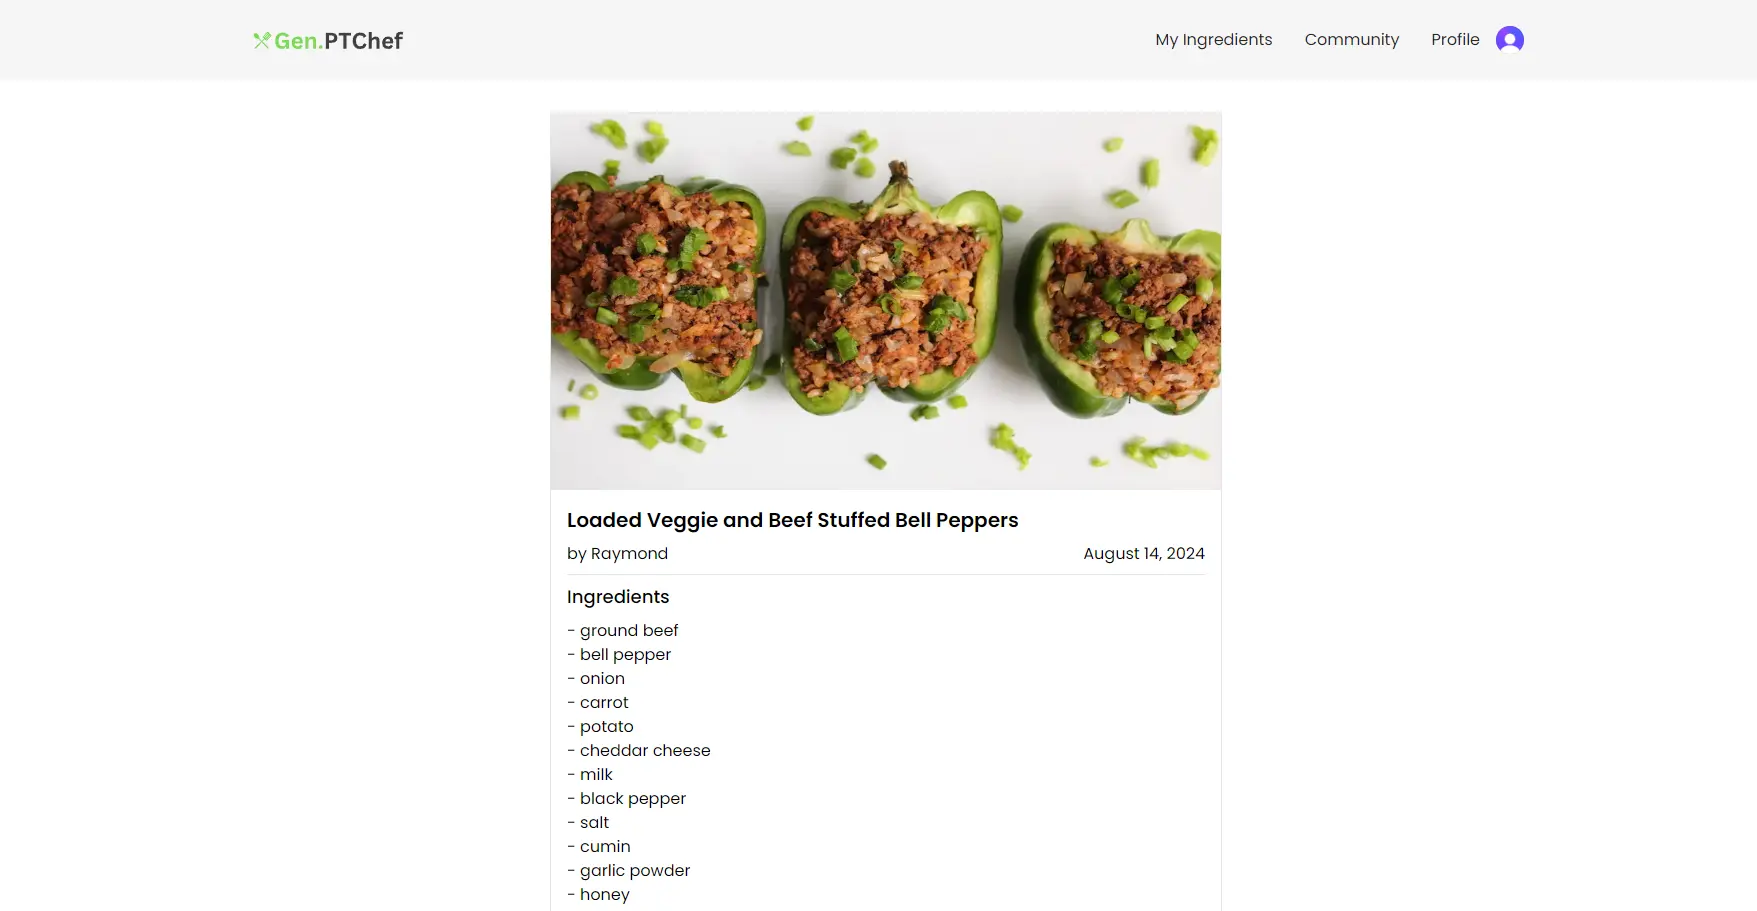 Gen.PTChef
My Ingredients
Community
Profile
Loaded Veggie and Beef Stuffed Bell Peppers
by Raymond
August 14, 2024
Ingredients
- ground beef
- bell pepper
- onion
- carrot
- potato
- cheddar cheese
- milk
- black pepper
- salt
- cumin
- garlic powder
- honey